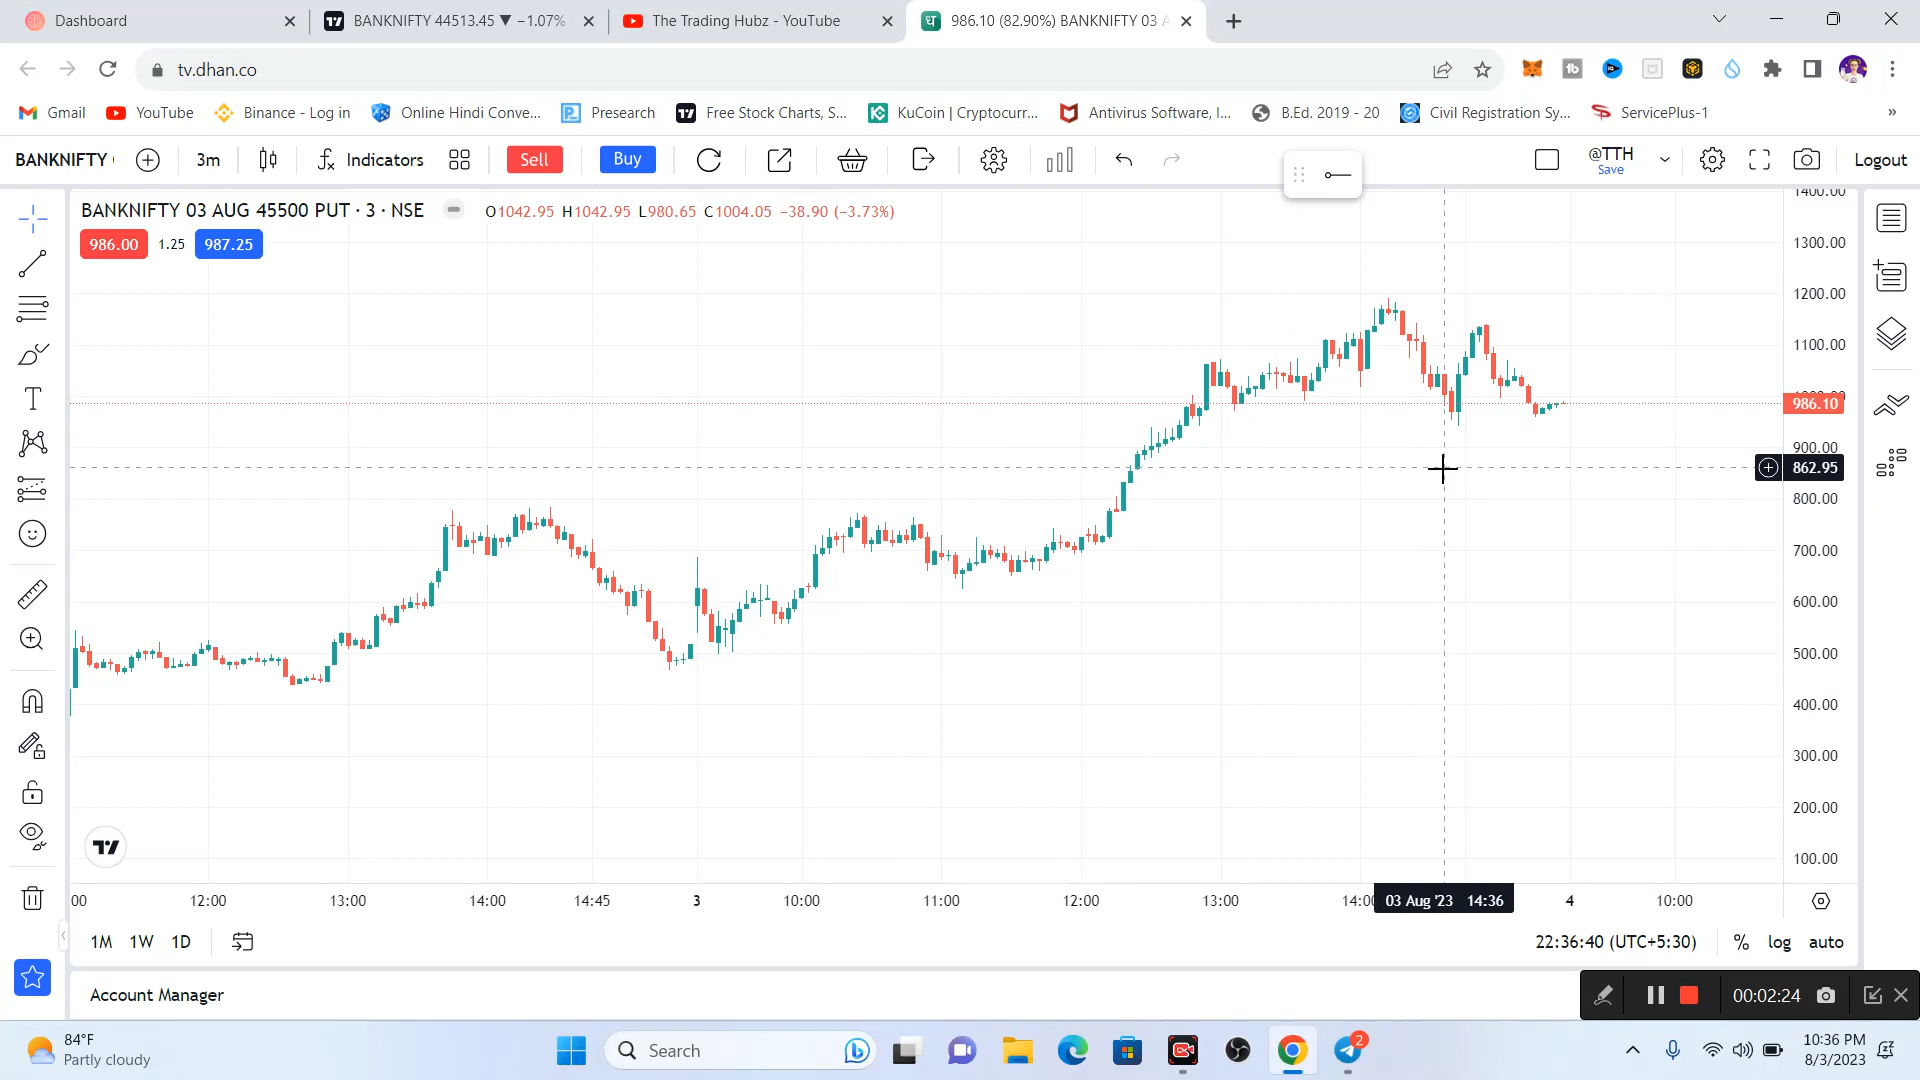 Dashboard
BANKNIFTY 44513.45 ▼ −1.07%
The Trading Hubz - YouTube
986.10 (82.90%) BANKNIFTY 03 A
tv.dhan.co
Gmail
YouTube
Binance - Log in
Online Hindi Conve...
Presearch
Free Stock Charts, S...
KuCoin | Cryptocurr...
Antivirus Software, I...
B.Ed. 2019 - 20
Civil Registration Sy...
ServicePlus-1
»
BANKNIFTY
3m
Indicators
Sell
Buy
@TTH
Save
Logout
BANKNIFTY 03 AUG 45500 PUT · 3 · NSE
O1042.95 H1042.95 L980.65 C1004.05 −38.90 (−3.73%)
986.00
1.25
987.25
1400.00
1300.00
1200.00
1100.00
986.10
900.00
862.95
800.00
700.00
600.00
500.00
400.00
300.00
200.00
100.00
:00
12:00
13:00
14:00
14:45
3
10:00
11:00
12:00
13:00
14:00
03 Aug '23 14:36
4
10:00
1M
1W
1D
22:36:40 (UTC+5:30)
%
log
auto
Account Manager
00:02:24
84°F
Partly cloudy
Search
2
10:36 PM
8/3/2023